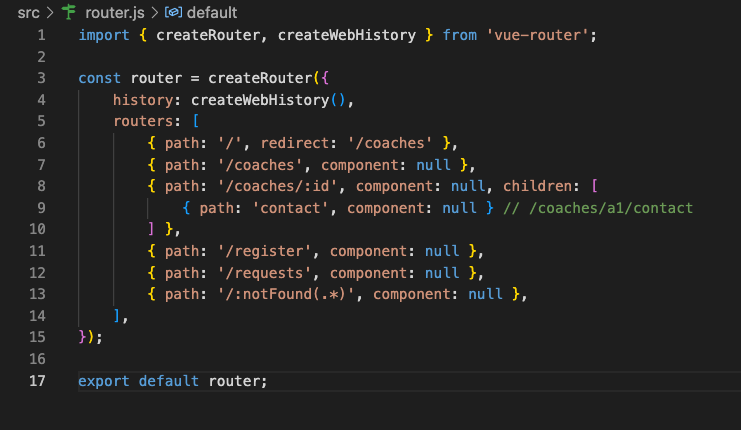 src > router.js > default
1 import { createRouter, createWebHistory } from 'vue-router';
2
3 const router = createRouter({
4     history: createWebHistory(),
5     routers: [
6         { path: '/', redirect: '/coaches' },
7         { path: '/coaches', component: null },
8         { path: '/coaches/:id', component: null, children: [
9             { path: 'contact', component: null } // /coaches/a1/contact
10         ] },
11         { path: '/register', component: null },
12         { path: '/requests', component: null },
13         { path: '/:notFound(.*)', component: null },
14     ],
15 });
16
17 export default router;